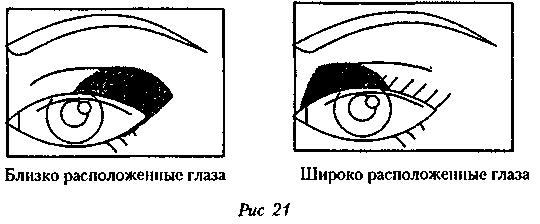 Близко расположенные глаза
Широко расположенные глаза
Рис 21